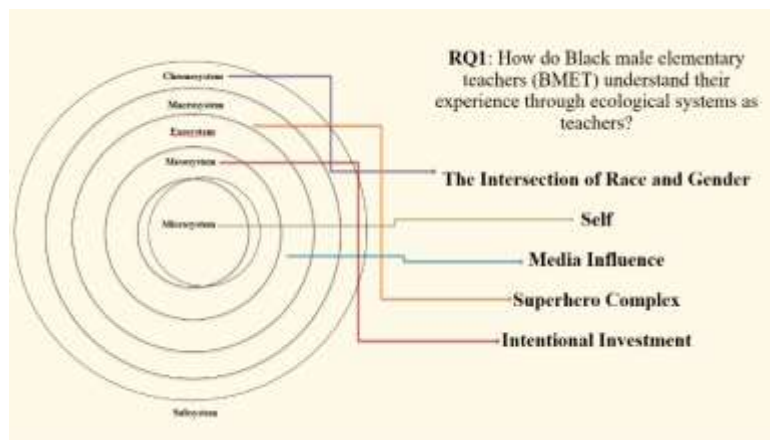 Chronosystem
Macrosystem
Exosystem
Mesosystem
Microsystem
RQ1: How do Black male elementary
teachers (BMET) understand their
experience through ecological systems as
teachers?
The Intersection of Race and Gender
Self
Media Influence
Superhero Complex
Intentional Investment